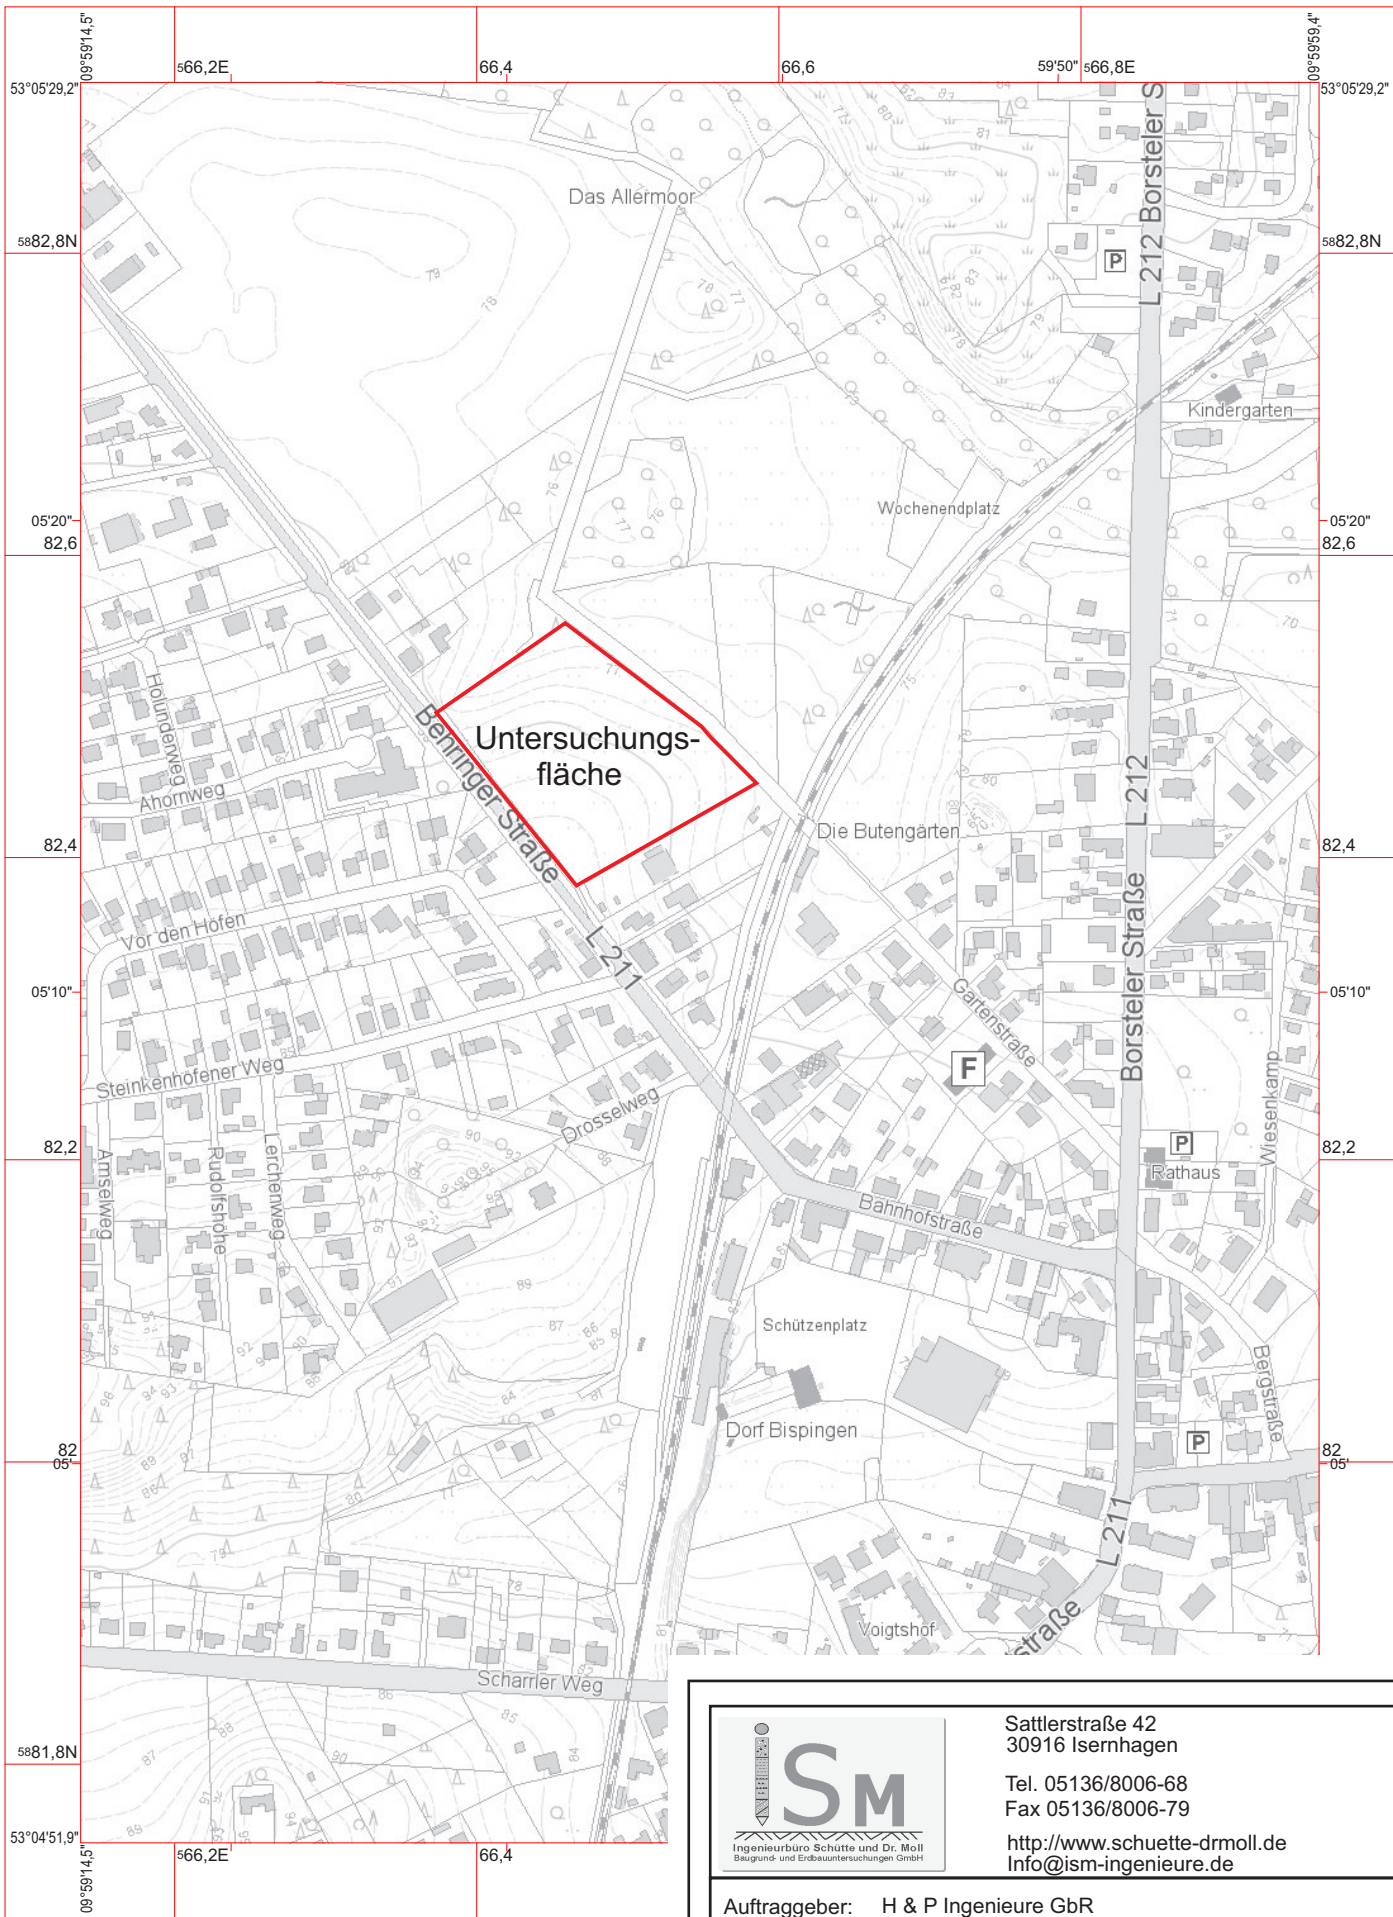 09°59'14,5"
566,2E
66,4
66,6
59'50"
566,8E
09°59'59,4"
53°05'29,2"
53°05'29,2"
L 212 Borsteler S
Das Allermoor
5882,8N
5882,8N
P
Kindergarten
Wochenendplatz
05'20"
05'20"
82,6
82,6
Holunderweg
Behringer Straße
Untersuchungs-
fläche
L 212
Ahornweg
Die Butengärten
82,4
82,4
Vor den Höfen
L 211
Borsteler Straße
05'10"
05'10"
Gartenstraße
F
Steinkenhöfener Weg
Drosselweg
Wiesenkamp
82,2
82,2
P
Rathaus
Amselweg
Rudolfshöhe
Lerchenweg
Bahnhofstraße
Schützenplatz
Bergstraße
Dorf Bispingen
P
82
82
05'
05'
L 211
Voigtshof
straße
Scharrler Weg
5881,8N
53°04'51,9"
09°59'14,5"
566,2E
66,4
ISM
Ingenieurbüro Schütte und Dr. Moll
Baugrund- und Erdbauuntersuchungen GmbH
Sattlerstraße 42
30916 Isernhagen
Tel. 05136/8006-68
Fax 05136/8006-79
http://www.schuette-drmoll.de
Info@ism-ingenieure.de
Auftraggeber: H & P Ingenieure GbR